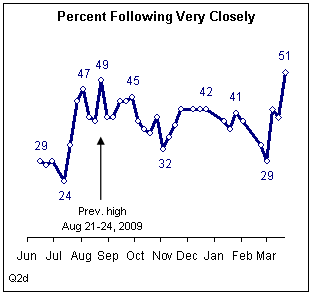 Percent Following Very Closely
51
49
47
45
42
41
29
32
29
24
Prev. high
Aug 21-24, 2009
Jun Jul Aug Sep Oct Nov Dec Jan Feb Mar
Q2d